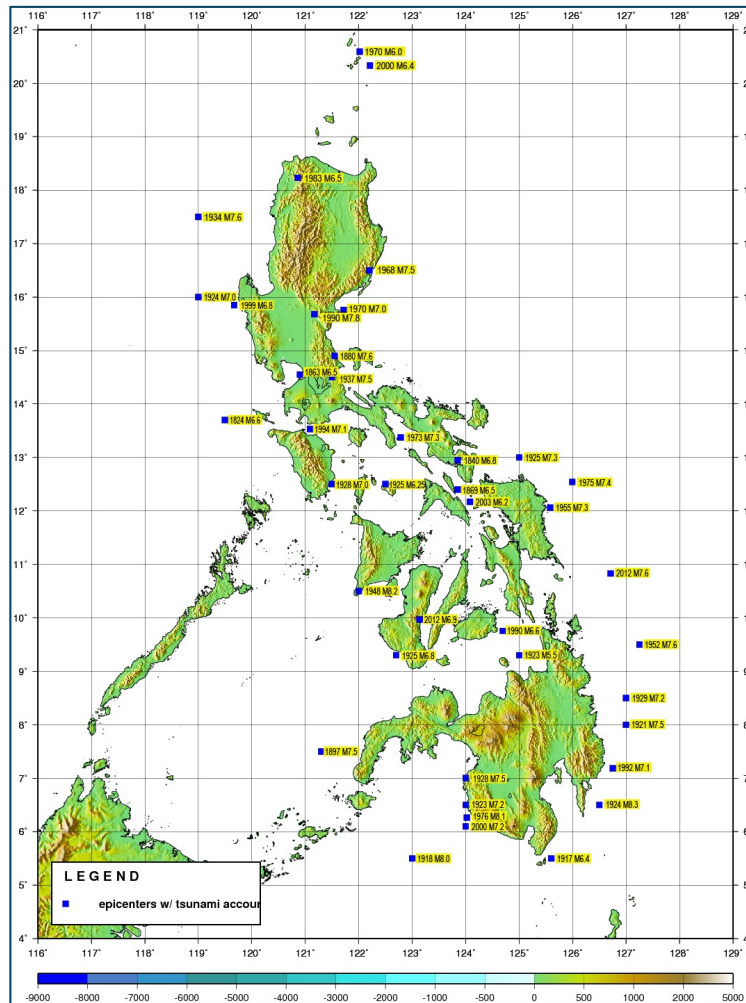 116° 117° 118° 119° 120° 121° 122° 123° 124° 125° 126° 127° 128° 129°
21°
1970 M6.0
2000 M6.4
20°
19°
1983 M6.5
18°
1934 M7.6
17°
1968 M7.5
16°
1924 M7.0
1999 M6.8
1970 M7.0
1990 M7.8
15°
1880 M7.6
1863 M6.5
1937 M7.5
14°
1824 M6.6
1994 M7.1
1973 M7.3
13°
1840 M6.8
1925 M7.3
1928 M7.0
1925 M6.25
1869 M6.5
1975 M7.4
2003 M6.2
12°
1955 M7.3
11°
2012 M7.6
1948 M8.2
10°
2012 M6.9
1990 M6.6
1952 M7.6
9°
1925 M6.8
1923 M5.5
1929 M7.2
8°
1921 M7.5
1897 M7.5
1992 M7.1
7°
1928 M7.5
1923 M7.2
1924 M8.3
1976 M8.1
2000 M7.2
6°
1918 M8.0
1917 M6.4
LEGEND
5°
epicenters w/ tsunami accour
4°
116° 117° 118° 119° 120° 121° 122° 123° 124° 125° 126° 127° 128° 129°
-9000 -8000 -7000 -6000 -5000 -4000 -3000 -2000 -1000 -500 0 200 500 1000 2000 3000